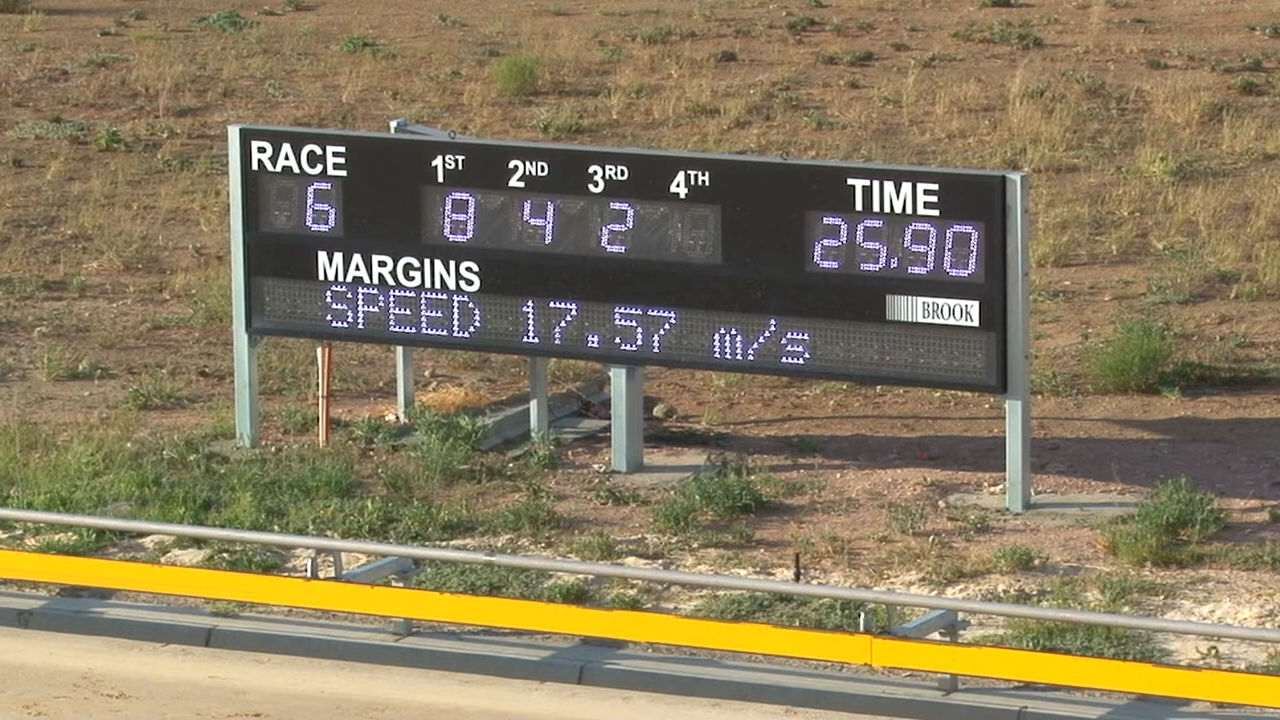 RACE 1ST 2ND 3RD 4TH TIME
6 8 4 2 25.90
MARGINS
BROOK
SPEED 17.57 m/s